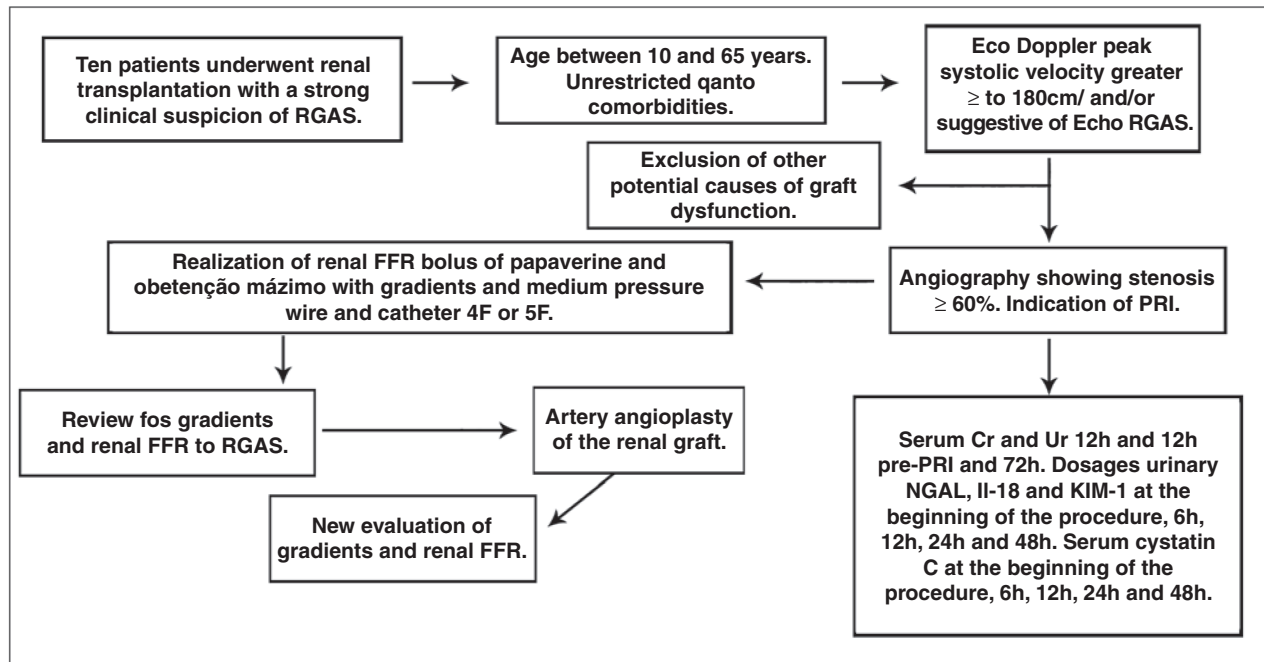 Ten patients underwent renal
transplantation with a strong
clinical suspicion of RGAS.
Age between 10 and 65 years.
Unrestricted qanto
comorbidities.
Eco Doppler peak
systolic velocity greater
≥ to 180cm/ and/or
suggestive of Echo RGAS.
Exclusion of other
potential causes of graft
dysfunction.
Realization of renal FFR bolus of papaverine and
obetenção mázimo with gradients and medium pressure
wire and catheter 4F or 5F.
Angiography showing stenosis
≥ 60%. Indication of PRI.
Review fos gradients
and renal FFR to RGAS.
Artery angioplasty
of the renal graft.
New evaluation of
gradients and renal FFR.
Serum Cr and Ur 12h and 12h
pre-PRI and 72h. Dosages urinary
NGAL, Il-18 and KIM-1 at the
beginning of the procedure, 6h,
12h, 24h and 48h. Serum cystatin
C at the beginning of the
procedure, 6h, 12h, 24h and 48h.